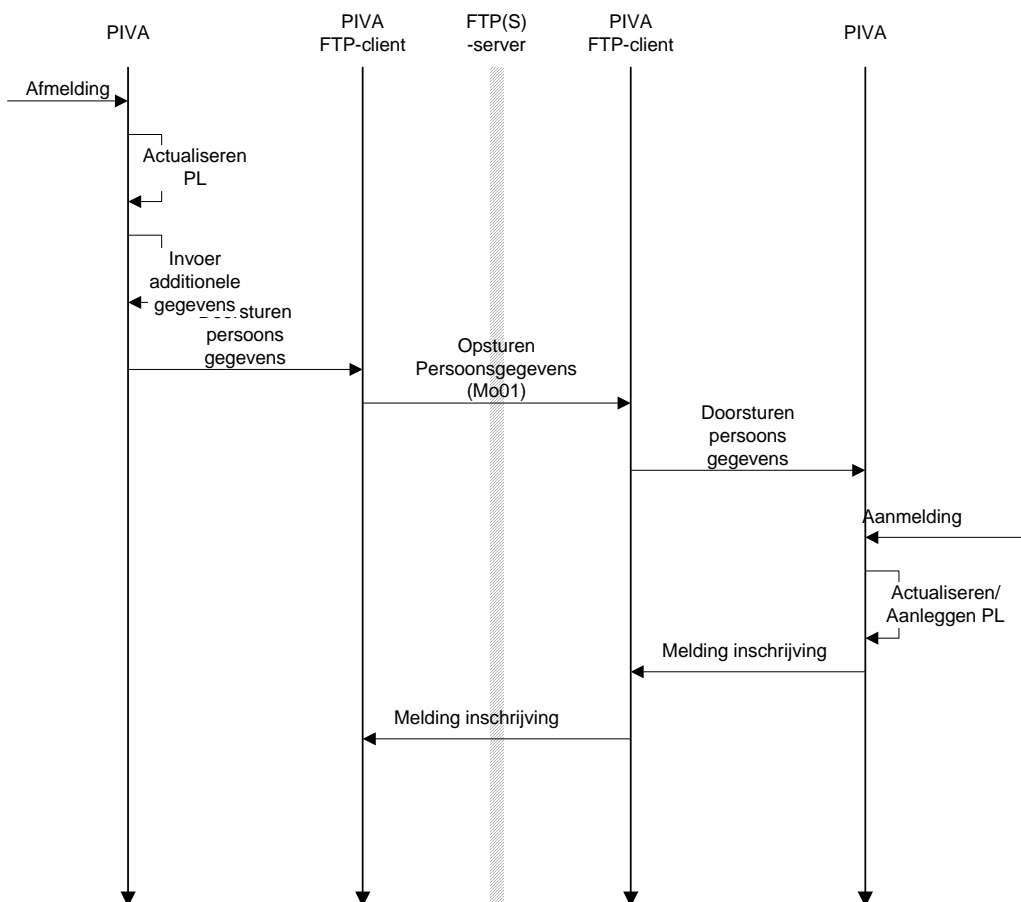 PIVA
PIVA
FTP-client
FTP(S)
-server
PIVA
FTP-client
PIVA
Afmelding
Actualiseren
PL
Invoer
additionele
gegevens
persoons
gegevens
Opsturen
Persoonsgegevens
(Mo01)
Doorsturen
persoons
gegevens
Aanmelding
Actualiseren/
Aanleggen PL
Melding inschrijving
Melding inschrijving